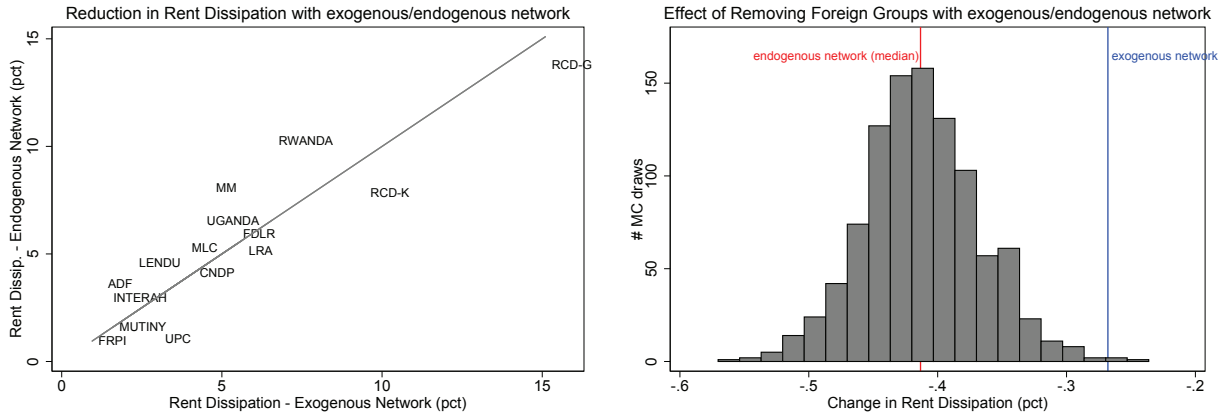 Reduction in Rent Dissipation with exogenous/endogenous network
Rent Dissip. - Endogenous Network (pct)
15
10
5
0
RCD-G
RWANDA
MM
RCD-K
UGANDA
FDLR
MLC
LRA
LENDU
CNDP
ADF
INTERAH
MUTINY
FRPI
UPC
0
5
10
15
Rent Dissipation - Exogenous Network (pct)
Effect of Removing Foreign Groups with exogenous/endogenous network
# MC draws
150
100
50
0
endogenous network (median)
exogenous network
-.6
-.5
-.4
-.3
-.2
Change in Rent Dissipation (pct)